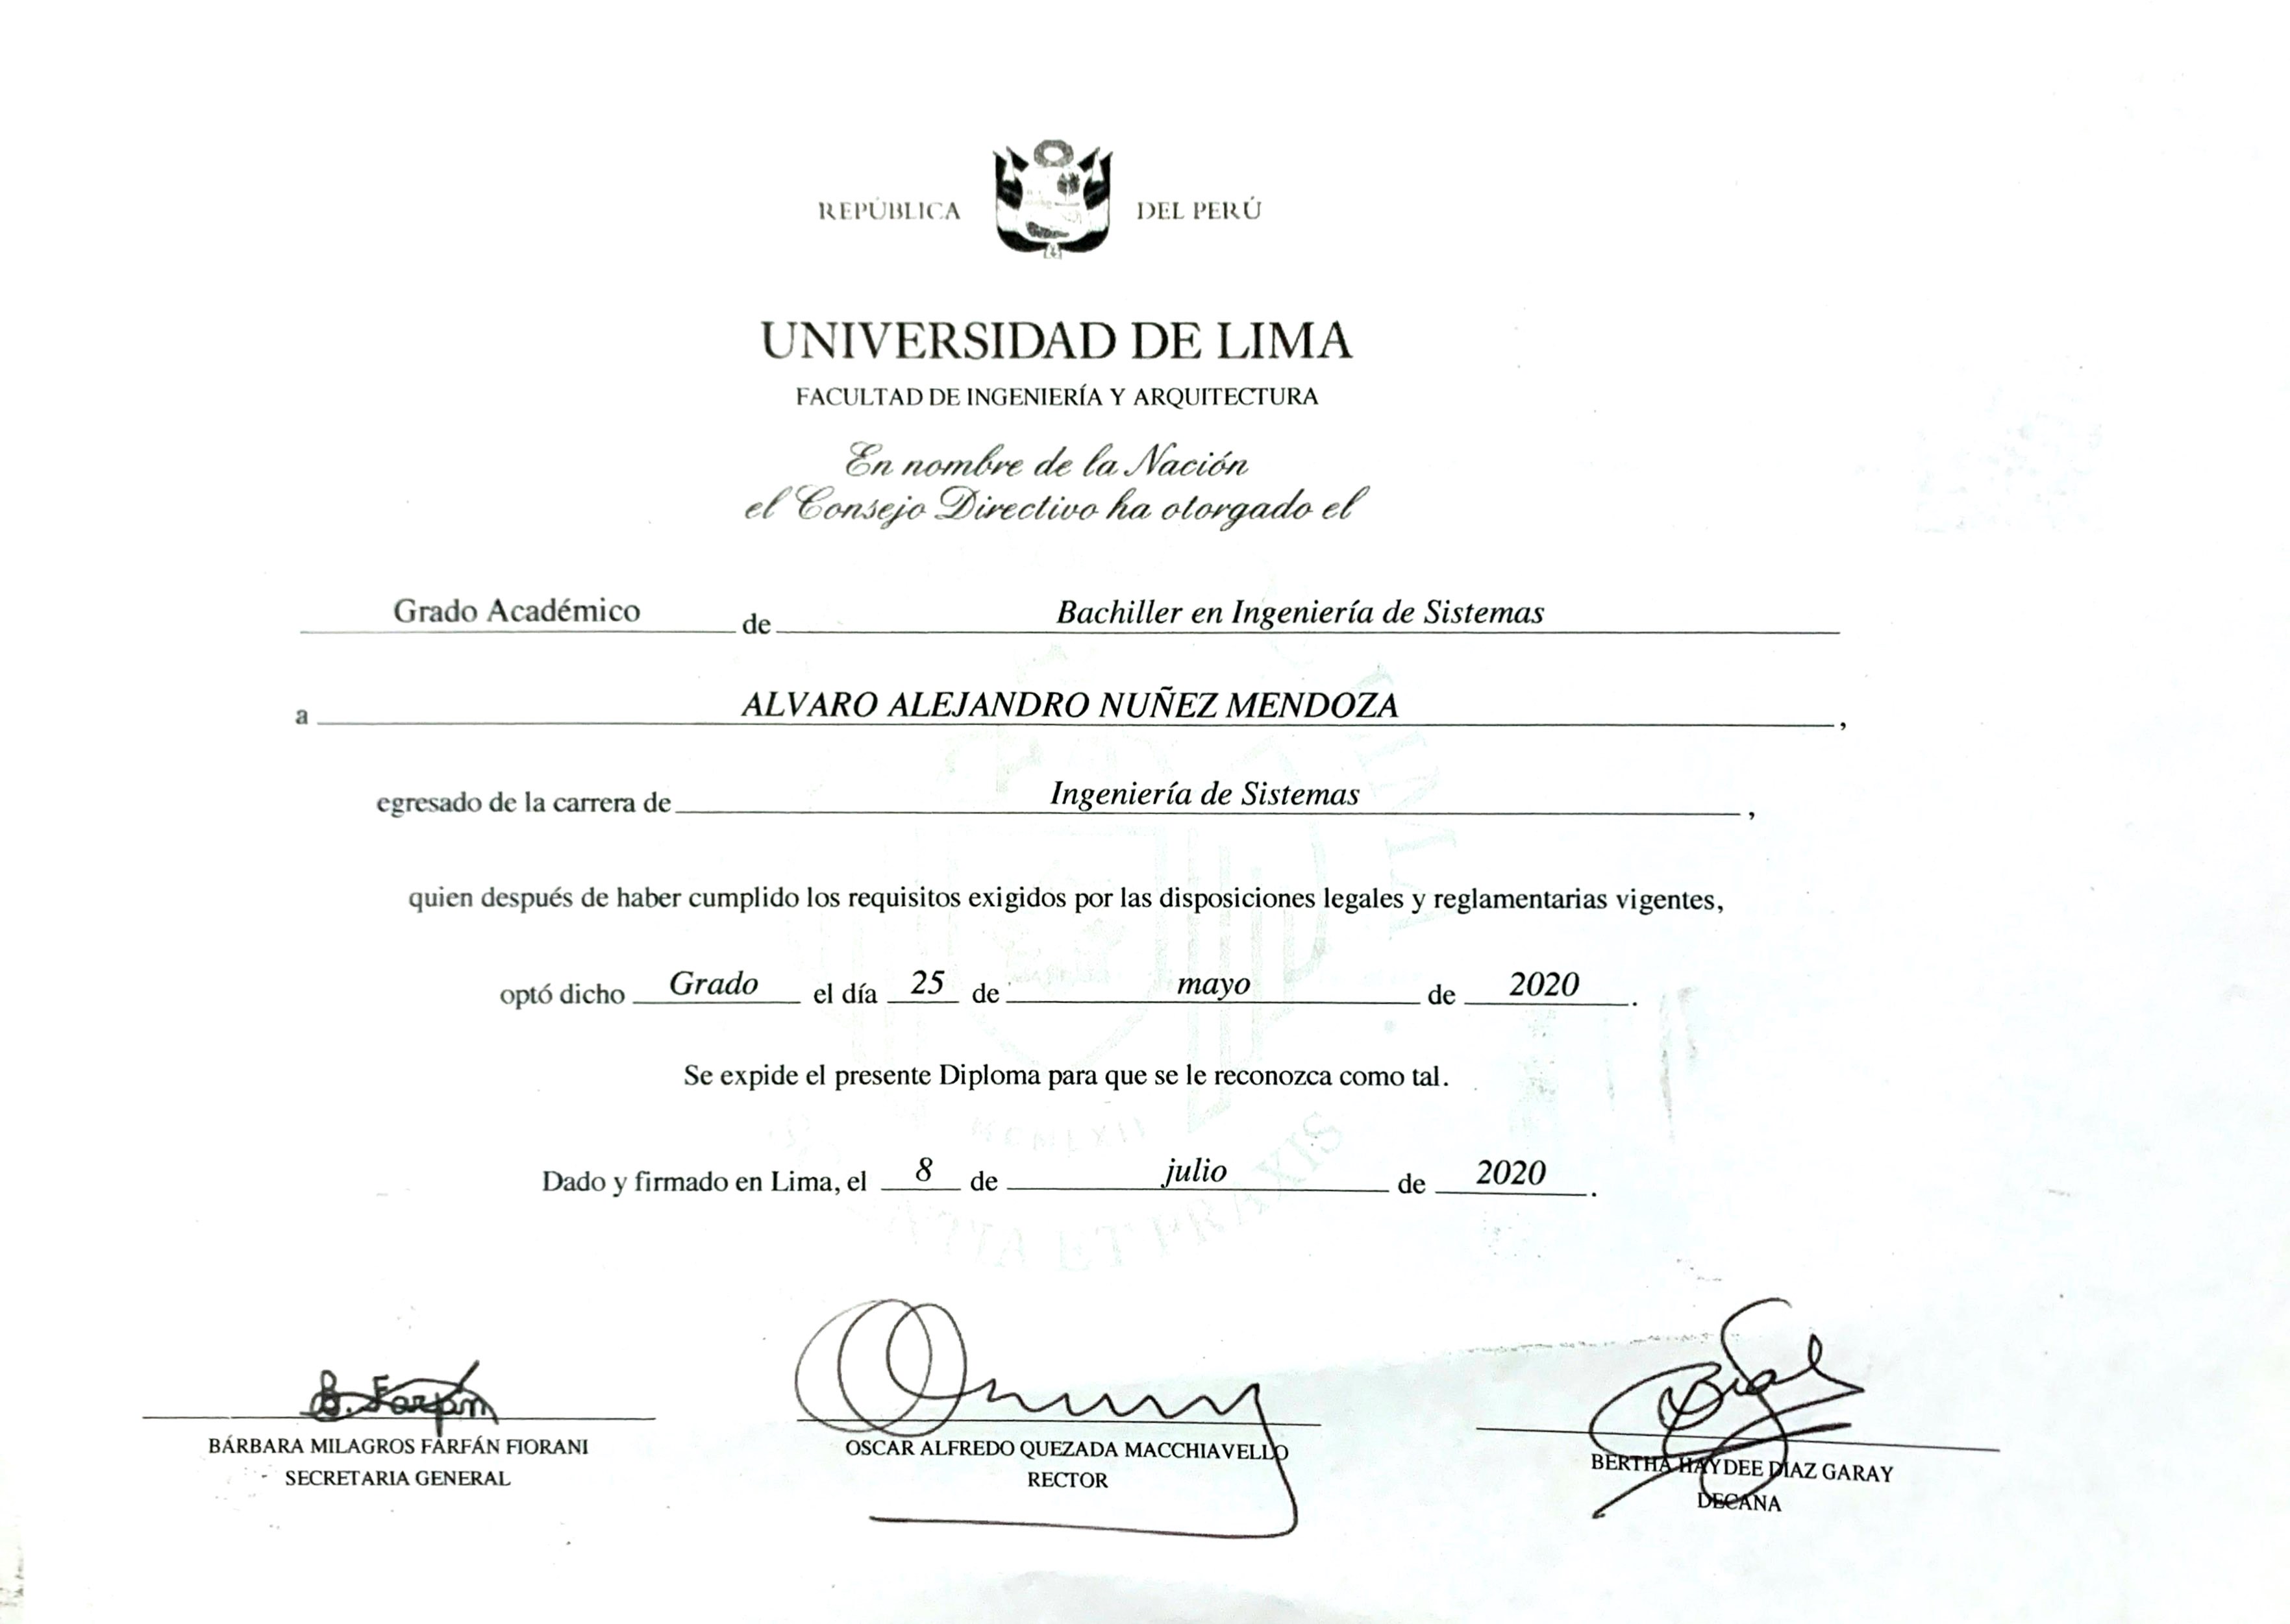 REPÚBLICA DEL PERÚ
UNIVERSIDAD DE LIMA
FACULTAD DE INGENIERÍA Y ARQUITECTURA
En nombre de la Nación
el Consejo Directivo ha otorgado el
Grado Académico de Bachiller en Ingeniería de Sistemas
a ALVARO ALEJANDRO NUÑEZ MENDOZA,
egresado de la carrera de Ingeniería de Sistemas,
quien después de haber cumplido los requisitos exigidos por las disposiciones legales y reglamentarias vigentes,
optó dicho Grado el día 25 de mayo de 2020.
Se expide el presente Diploma para que se le reconozca como tal.
MCMLXII
ET PRAXIS
Dado y firmado en Lima, el 8 de julio de 2020.
B. Farfán
BÁRBARA MILAGROS FARFÁN FIORANI
SECRETARIA GENERAL
OSCAR ALFREDO QUEZADA MACCHIAVELLO
RECTOR
BERTHA HAYDEE DÍAZ GARAY
DECANA